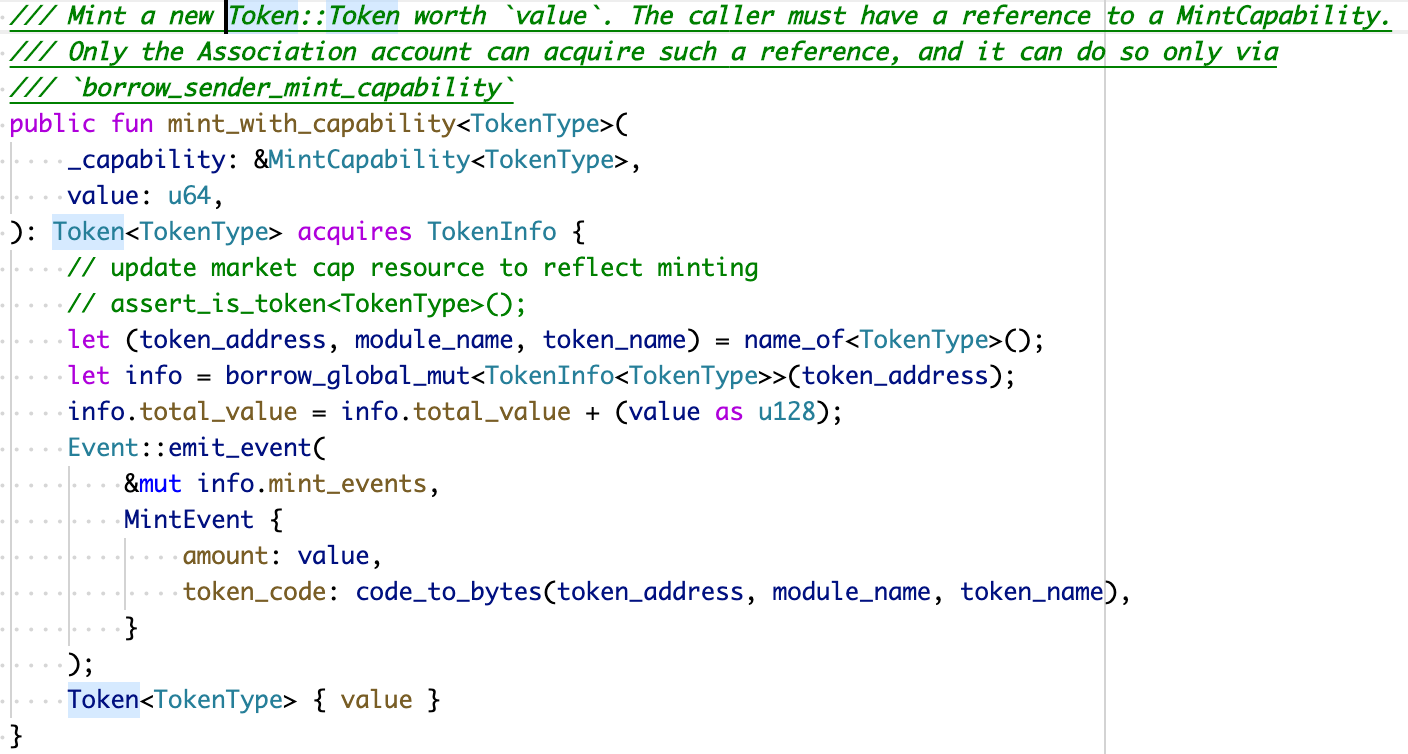 /// Mint a new Token::Token worth `value`. The caller must have a reference to a MintCapability.
/// Only the Association account can acquire such a reference, and it can do so only via
/// `borrow_sender_mint_capability`
public fun mint_with_capability<TokenType>(
    _capability: &MintCapability<TokenType>,
    value: u64,
): Token<TokenType> acquires TokenInfo {
    // update market cap resource to reflect minting
    // assert_is_token<TokenType>();
    let (token_address, module_name, token_name) = name_of<TokenType>();
    let info = borrow_global_mut<TokenInfo<TokenType>>(token_address);
    info.total_value = info.total_value + (value as u128);
    Event::emit_event(
        &mut info.mint_events,
        MintEvent {
            amount: value,
            token_code: code_to_bytes(token_address, module_name, token_name),
        }
    );
    Token<TokenType> { value }
}